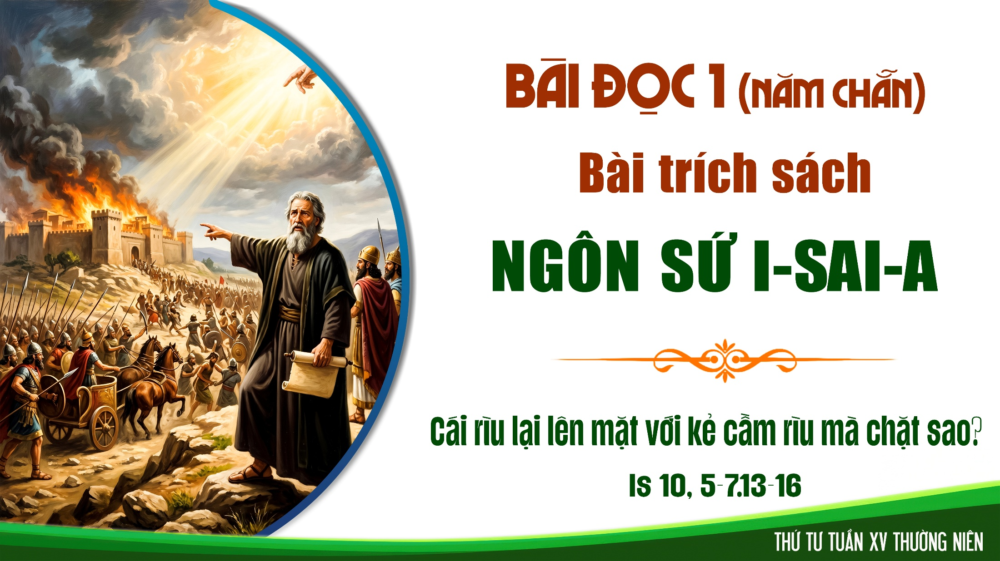 BÀI ĐỌC 1 (NĂM CHẴN)
Bài trích sách
NGÔN SỨ I-SAI-A
Cái rìu lại lên mặt với kẻ cầm rìu mà chặt sao?
Is 10, 5-7.13-16
THỨ TƯ TUẦN XV THƯỜNG NIÊN